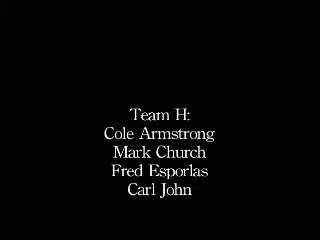 Team H:
Cole Armstrong
Mark Church
Fred Esporlas
Carl John